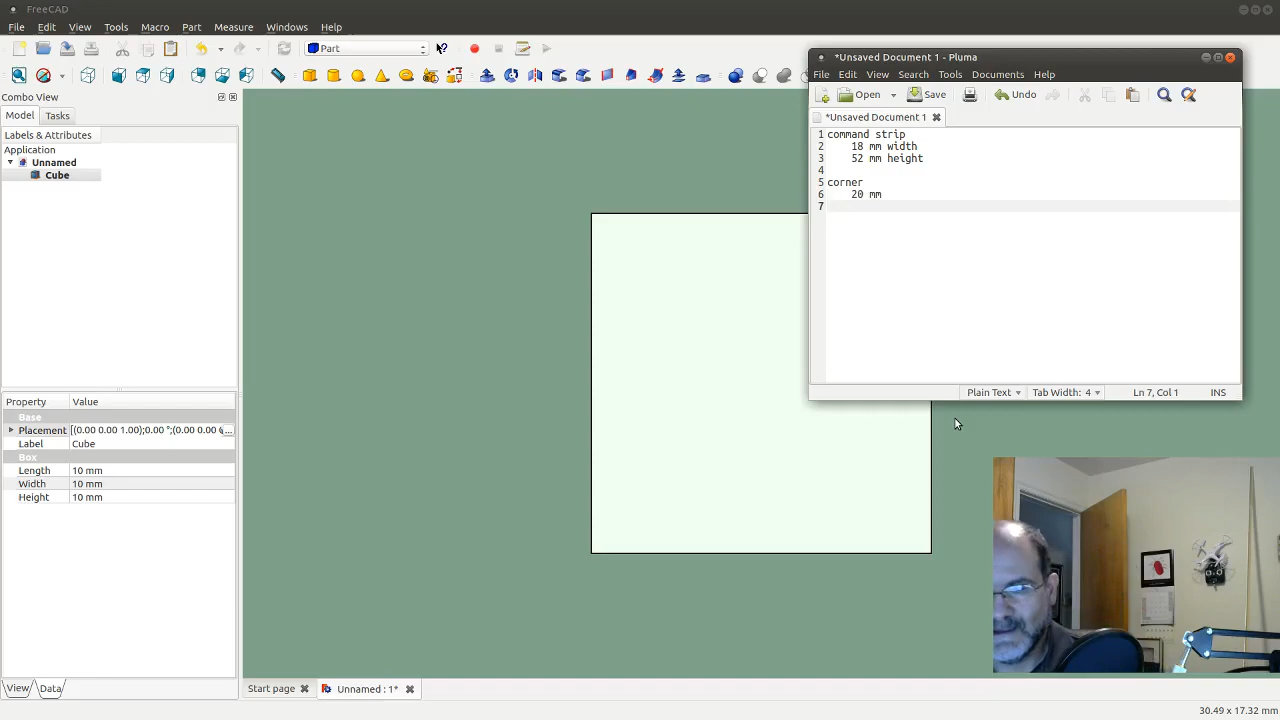 FreeCAD
File Edit View Tools Macro Part Measure Windows Help
Part
Combo View
Model Tasks
Labels & Attributes
Application
Unnamed
Cube
Property Value
Base
Placement [(0.00 0.00 1.00);0.00 °;(0.00 0.00 ...
Label Cube
Box
Length 10 mm
Width 10 mm
Height 10 mm
View Data
Start page Unnamed : 1*
30.49 x 17.32 mm
*Unsaved Document 1 - Pluma
File Edit View Search Tools Documents Help
Open Save Undo
*Unsaved Document 1
1 command strip
2 18 mm width
3 52 mm height
4
5 corner
6 20 mm
7
Plain Text Tab Width: 4 Ln 7, Col 1 INS